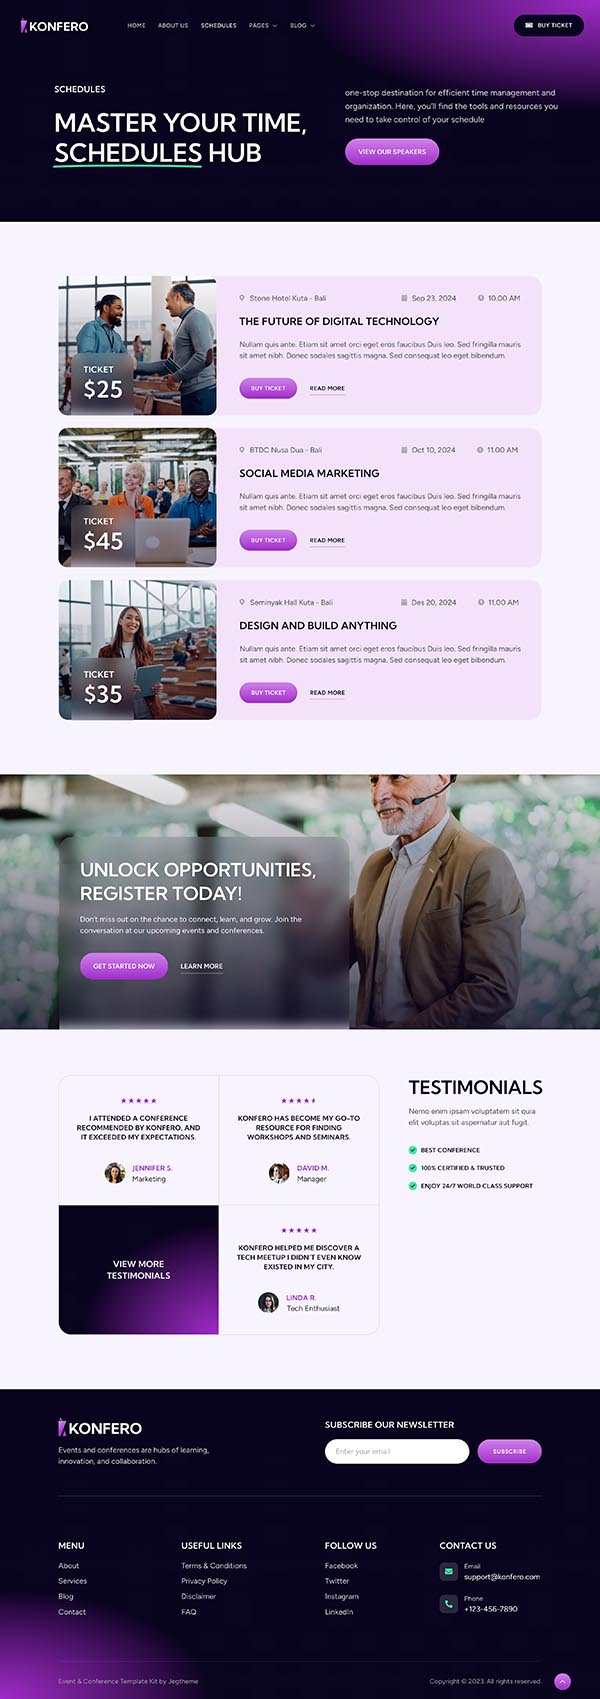 KONFERO
HOME ABOUT US SCHEDULES PAGES BLOG
BUY TICKET
SCHEDULES
MASTER YOUR TIME,
SCHEDULES HUB
one-stop destination for efficient time management and
organization. Here, you'll find the tools and resources you
need to take control of your schedule
VIEW OUR SPEAKERS
TICKET
$25
Stone Hotel Kuta - Bali
Sep 23, 2024
10.00 AM
THE FUTURE OF DIGITAL TECHNOLOGY
Nullam quis ante. Etiam sit amet orci eget eros faucibus Duis leo. Sed fringilla mauris
sit amet nibh. Donec sodales sagittis magna. Sed consequat leo eget bibendum.
BUY TICKET
READ MORE
TICKET
$45
BTDC Nusa Dua - Bali
Oct 10, 2024
11.00 AM
SOCIAL MEDIA MARKETING
Nullam quis ante. Etiam sit amet orci eget eros faucibus Duis leo. Sed fringilla mauris
sit amet nibh. Donec sodales sagittis magna. Sed consequat leo eget bibendum.
BUY TICKET
READ MORE
TICKET
$35
Seminyak Hall Kuta - Bali
Des 20, 2024
11.00 AM
DESIGN AND BUILD ANYTHING
Nullam quis ante. Etiam sit amet orci eget eros faucibus Duis leo. Sed fringilla mauris
sit amet nibh. Donec sodales sagittis magna. Sed consequat leo eget bibendum.
BUY TICKET
READ MORE
UNLOCK OPPORTUNITIES,
REGISTER TODAY!
Don't miss out on the chance to connect, learn, and grow. Join the
conversation at our upcoming events and conferences.
GET STARTED NOW
LEARN MORE
I ATTENDED A CONFERENCE
RECOMMENDED BY KONFERO, AND
IT EXCEEDED MY EXPECTATIONS.
JENNIFER S.
Marketing
KONFERO HAS BECOME MY GO-TO
RESOURCE FOR FINDING
WORKSHOPS AND SEMINARS.
DAVID M.
Manager
VIEW MORE
TESTIMONIALS
KONFERO HELPED ME DISCOVER A
TECH MEETUP I DIDN'T EVEN KNOW
EXISTED IN MY CITY.
LINDA R.
Tech Enthusiast
TESTIMONIALS
Nemo enim ipsam voluptatem sit quia
elit voluptas sit aspernatur aut fugit.
BEST CONFERENCE
100% CERTIFIED & TRUSTED
ENJOY 24/7 WORLD CLASS SUPPORT
KONFERO
Events and conferences are hubs of learning,
innovation, and collaboration.
SUBSCRIBE OUR NEWSLETTER
Enter your email
SUBSCRIBE
MENU
About
Services
Blog
Contact
USEFUL LINKS
Terms & Conditions
Privacy Policy
Disclaimer
FAQ
FOLLOW US
Facebook
Twitter
Instagram
LinkedIn
CONTACT US
Email
support@konfero.com
Phone
+123-456-7890
Event & Conference Template Kit by Jegtheme
Copyright © 2023. All rights reserved.